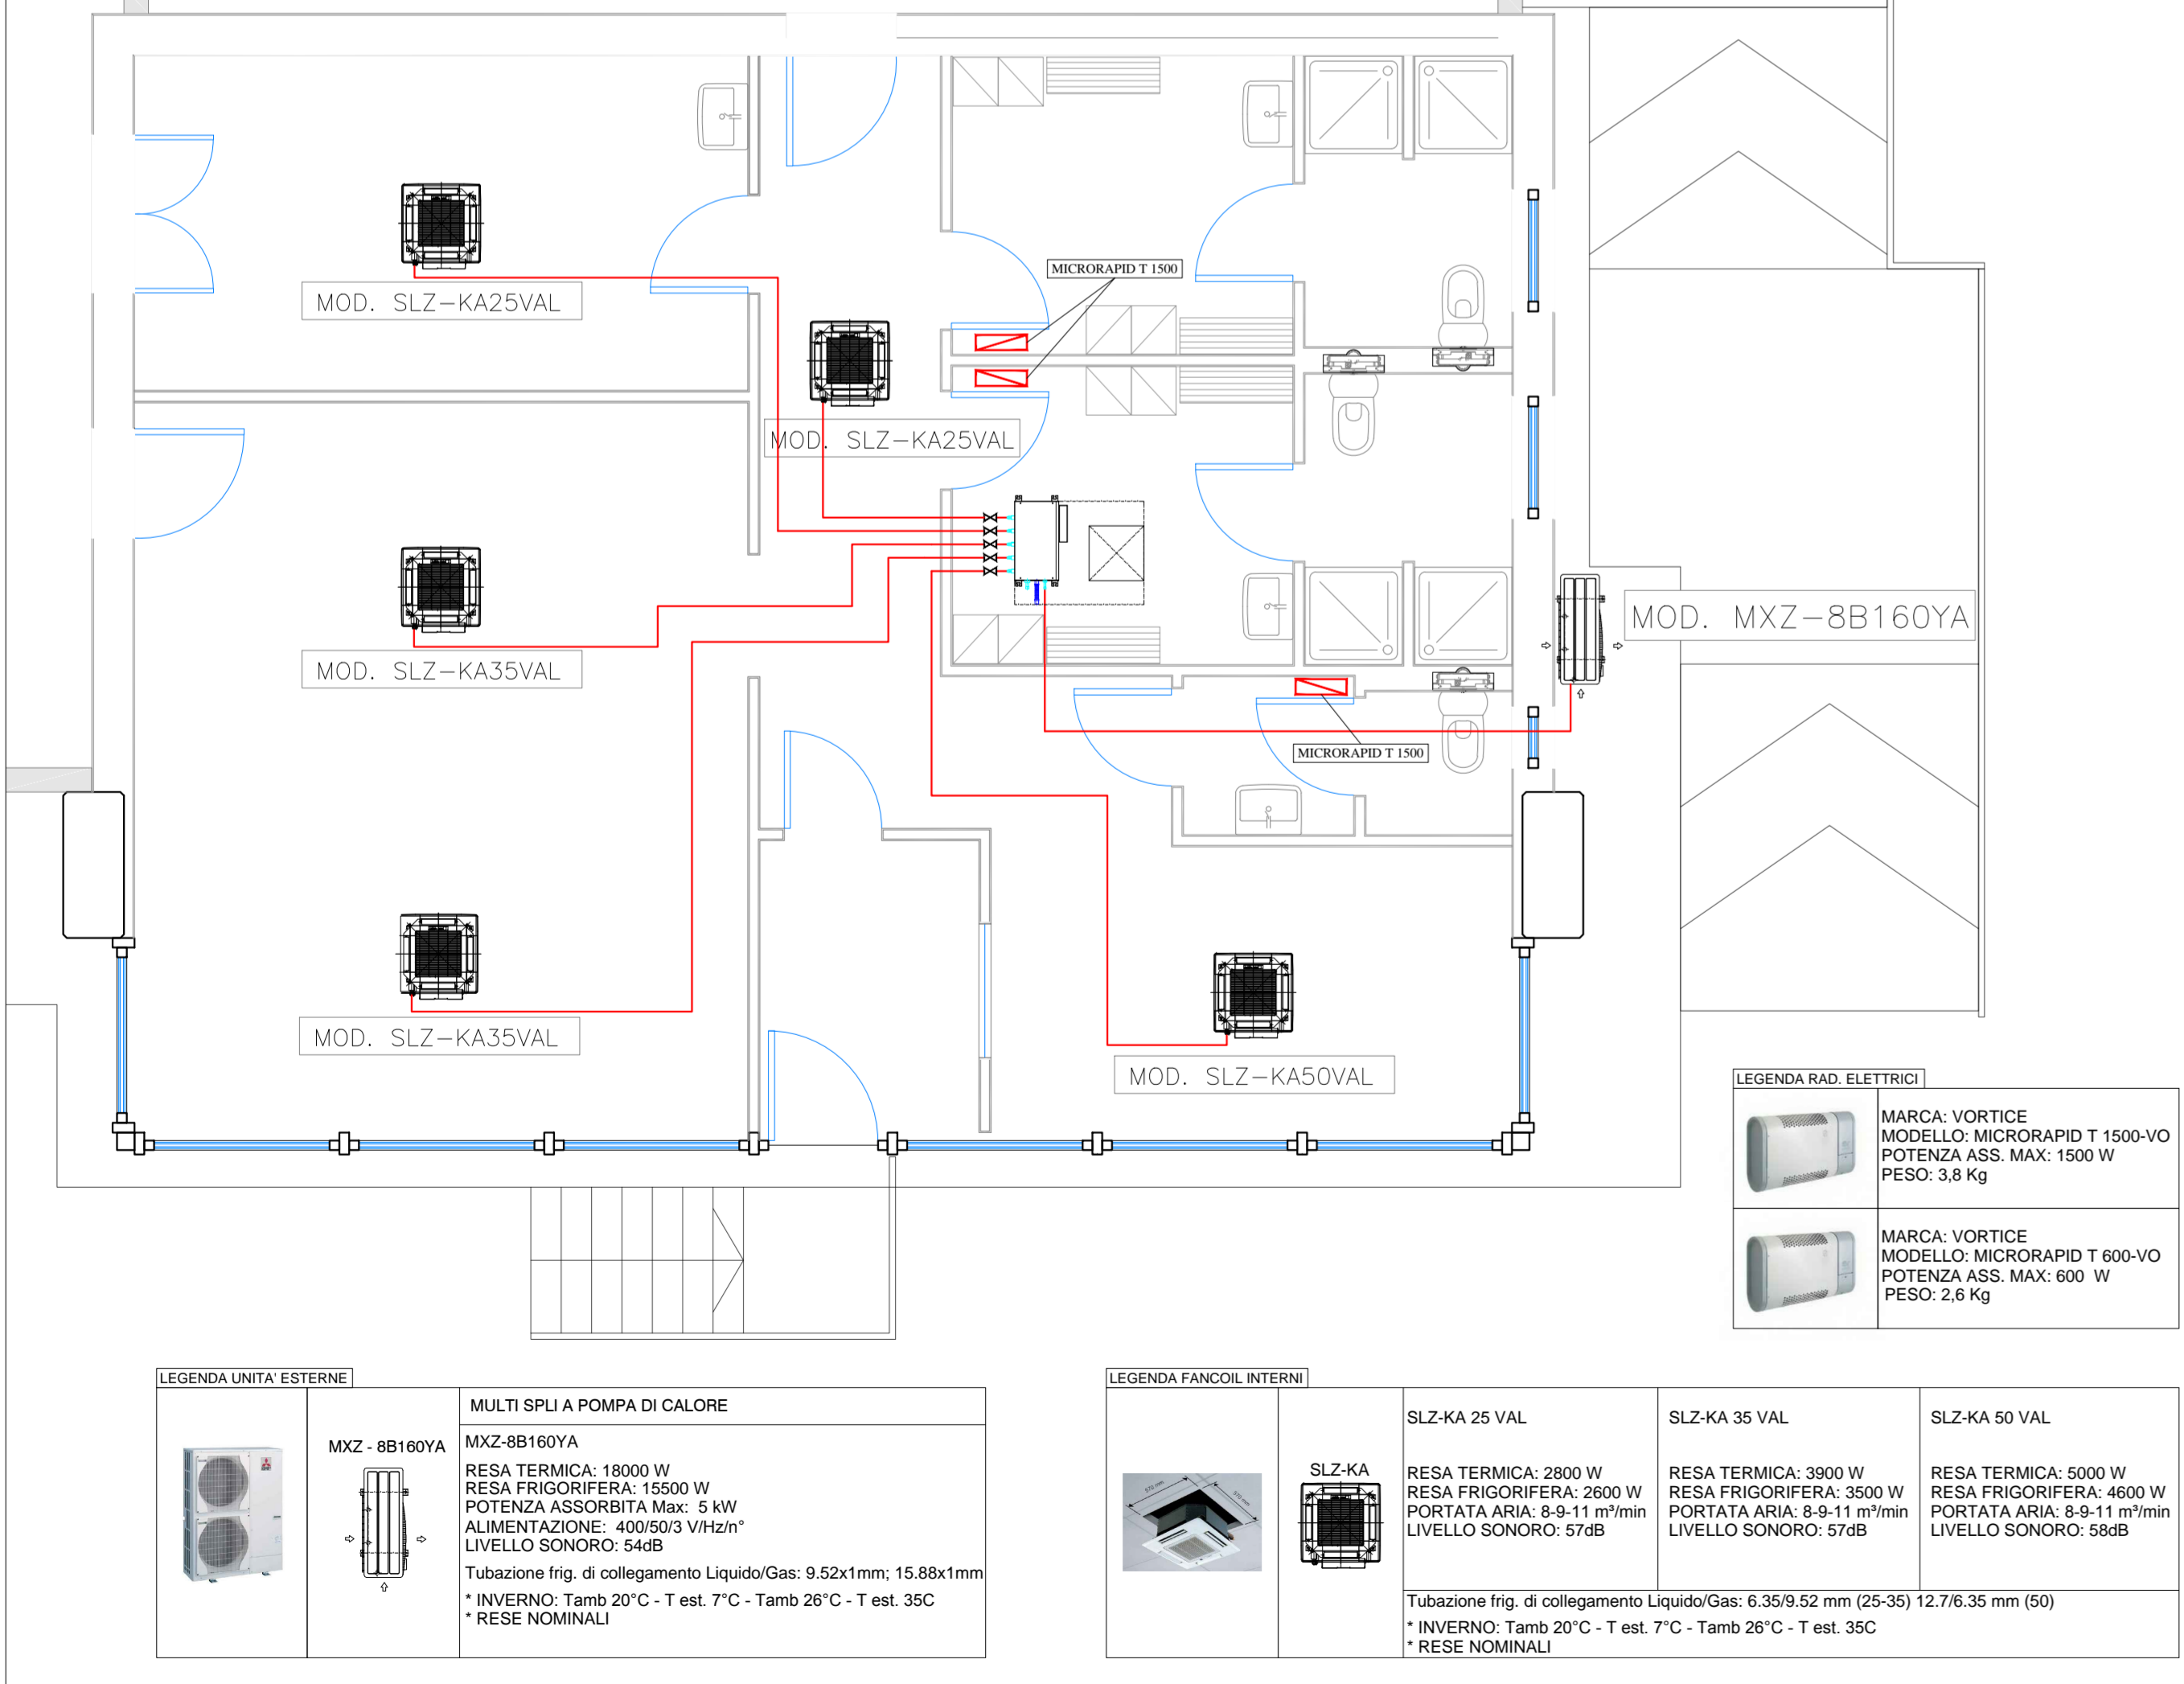 MICRORAPID T 1500
MOD. SLZ-KA25VAL
MOD. SLZ-KA25VAL
MOD. MXZ-8B160YA
MOD. SLZ-KA35VAL
MICRORAPID T 1500
MOD. SLZ-KA35VAL
MOD. SLZ-KA50VAL
LEGENDA RAD. ELETTRICI
MARCA: VORTICE
MODELLO: MICRORAPID T 1500-VO
POTENZA ASS. MAX: 1500 W
PESO: 3,8 Kg
MARCA: VORTICE
MODELLO: MICRORAPID T 600-VO
POTENZA ASS. MAX: 600 W
PESO: 2,6 Kg
LEGENDA UNITA' ESTERNE
MXZ - 8B160YA
MULTI SPLI A POMPA DI CALORE
MXZ-8B160YA
RESA TERMICA: 18000 W
RESA FRIGORIFERA: 15500 W
POTENZA ASSORBITA Max: 5 kW
ALIMENTAZIONE: 400/50/3 V/Hz/n°
LIVELLO SONORO: 54dB
Tubazione frig. di collegamento Liquido/Gas: 9.52x1mm; 15.88x1mm
* INVERNO: Tamb 20°C - T est. 7°C - Tamb 26°C - T est. 35C
* RESE NOMINALI
LEGENDA FANCOIL INTERNI
570 mm
570 mm
SLZ-KA
SLZ-KA 25 VAL
RESA TERMICA: 2800 W
RESA FRIGORIFERA: 2600 W
PORTATA ARIA: 8-9-11 m³/min
LIVELLO SONORO: 57dB
SLZ-KA 35 VAL
RESA TERMICA: 3900 W
RESA FRIGORIFERA: 3500 W
PORTATA ARIA: 8-9-11 m³/min
LIVELLO SONORO: 57dB
SLZ-KA 50 VAL
RESA TERMICA: 5000 W
RESA FRIGORIFERA: 4600 W
PORTATA ARIA: 8-9-11 m³/min
LIVELLO SONORO: 58dB
Tubazione frig. di collegamento Liquido/Gas: 6.35/9.52 mm (25-35) 12.7/6.35 mm (50)
* INVERNO: Tamb 20°C - T est. 7°C - Tamb 26°C - T est. 35C
* RESE NOMINALI